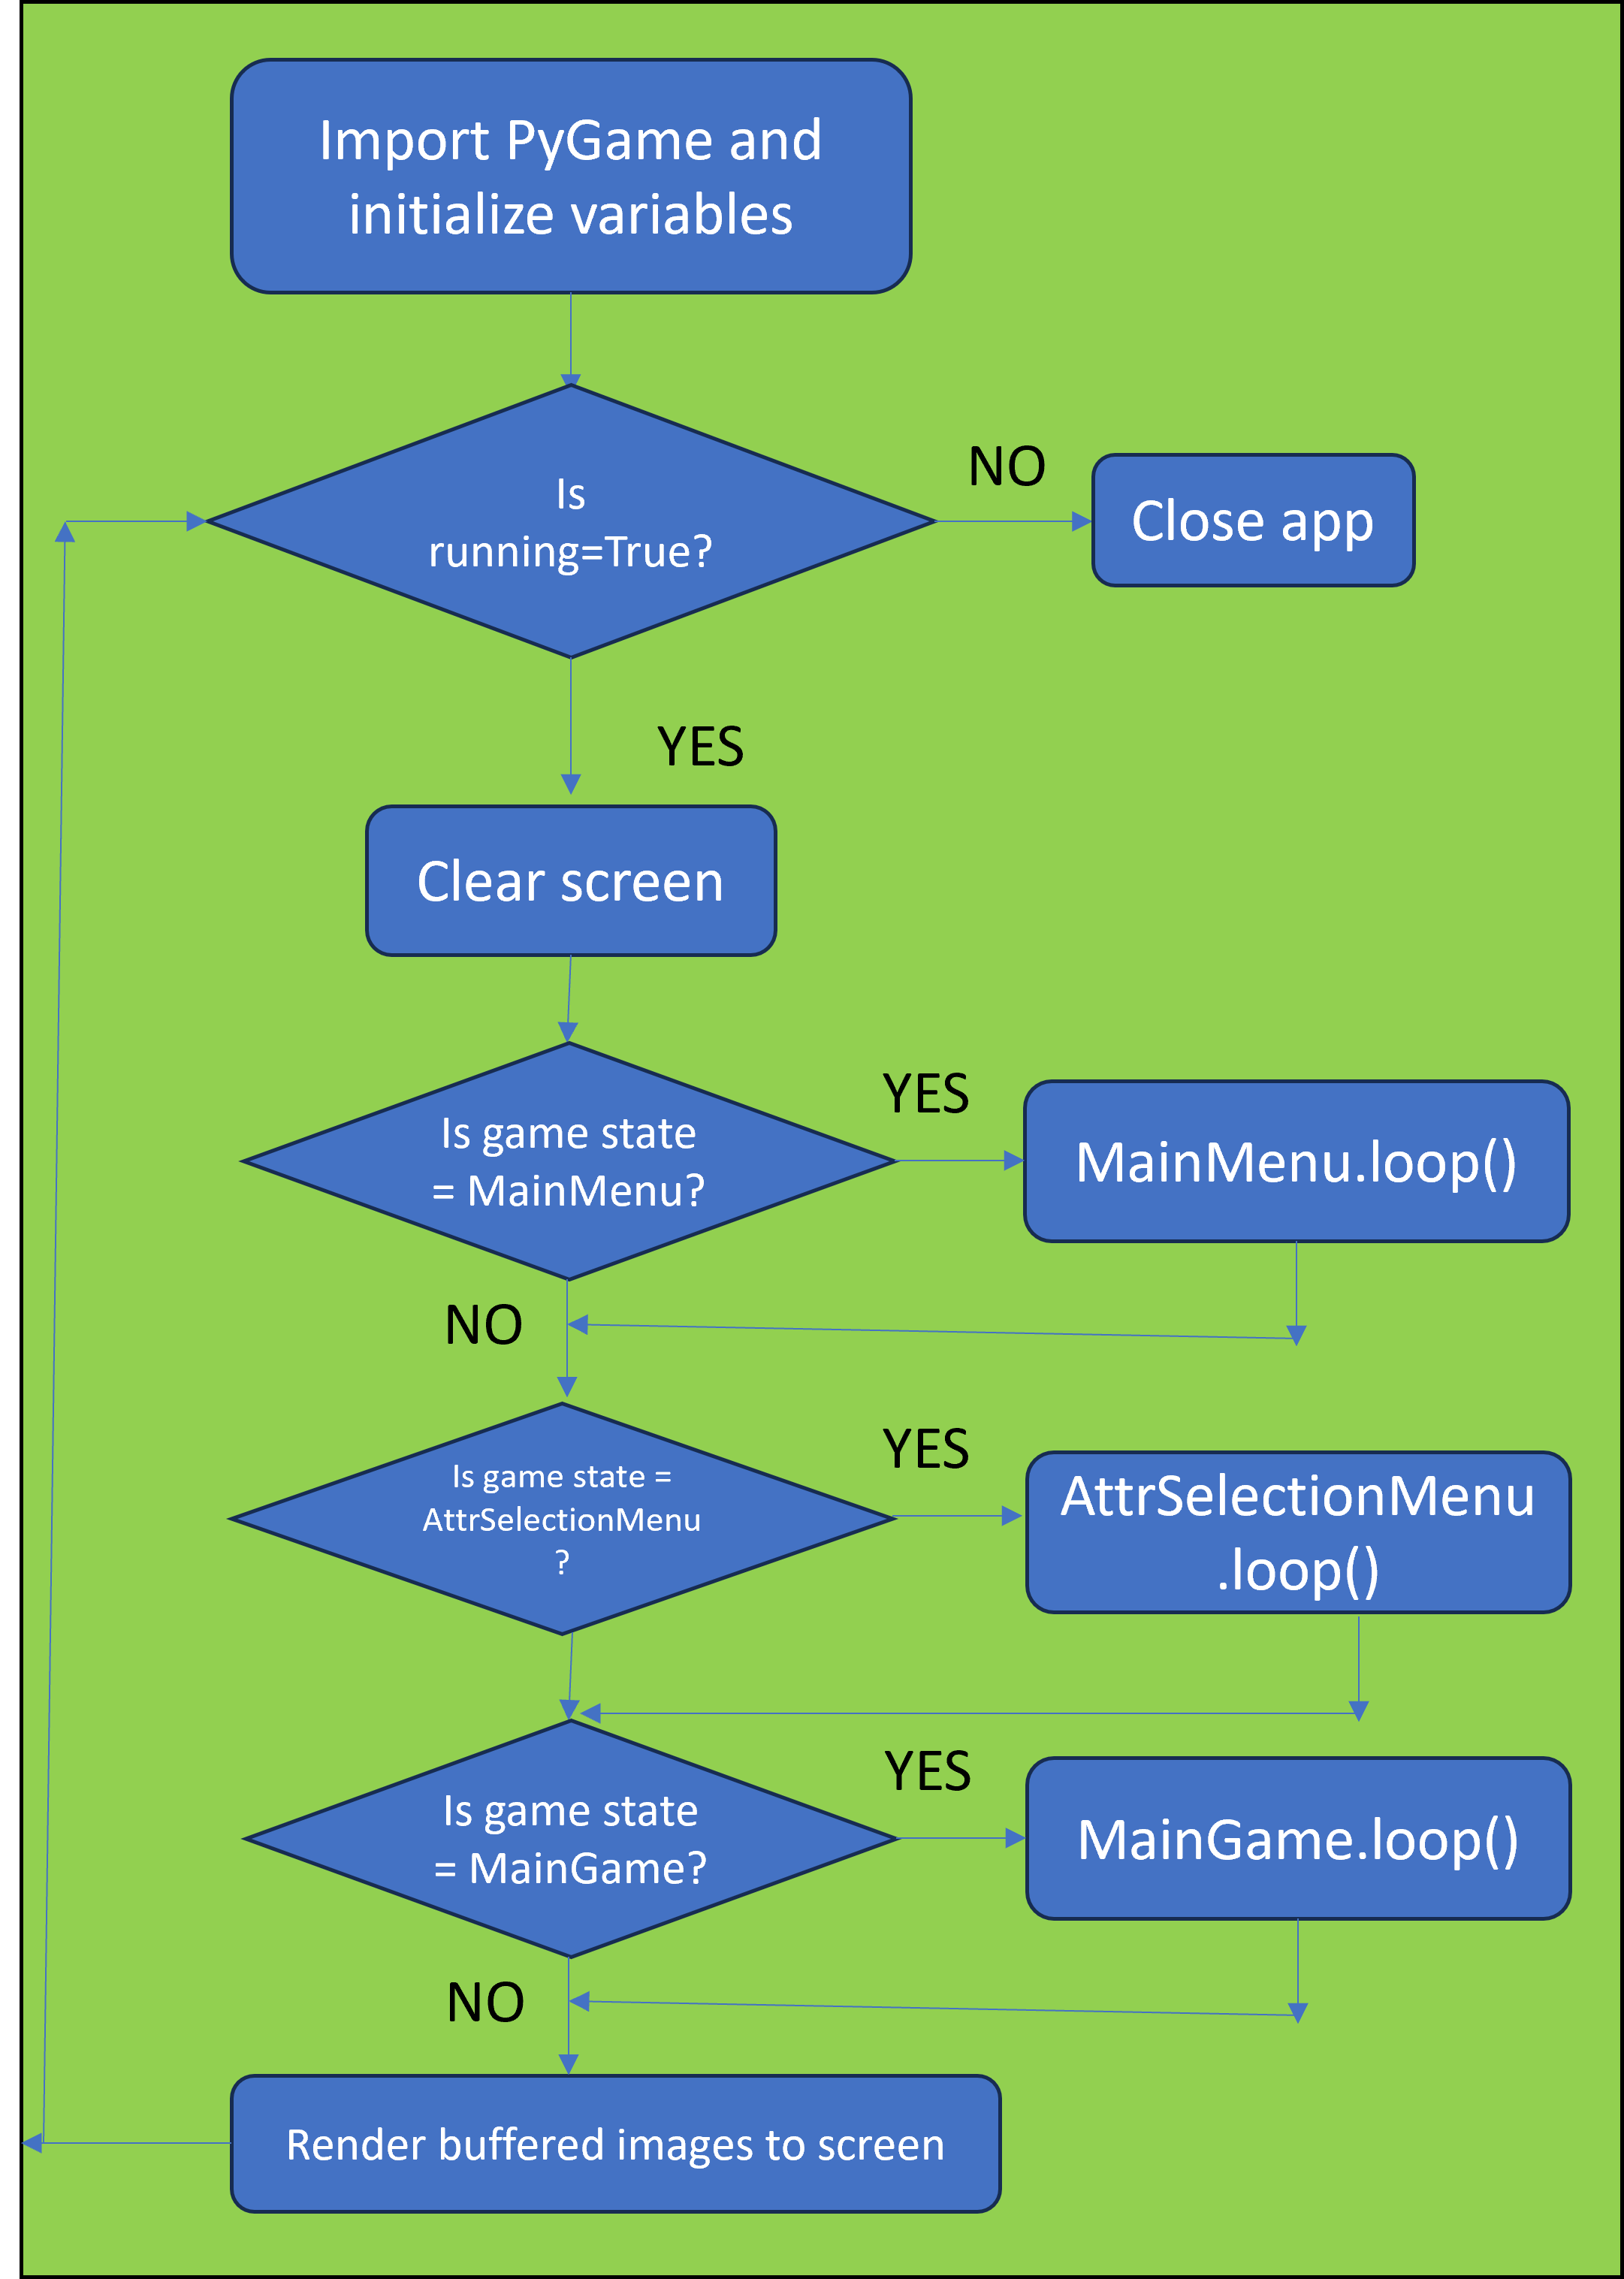 Import PyGame and
initialize variables
Is
running=True?
NO
Close app
YES
Clear screen
Is game state
= MainMenu?
YES
MainMenu.loop()
NO
Is game state =
AttrSelectionMenu
?
YES
AttrSelectionMenu
.loop()
Is game state
= MainGame?
YES
MainGame.loop()
NO
Render buffered images to screen